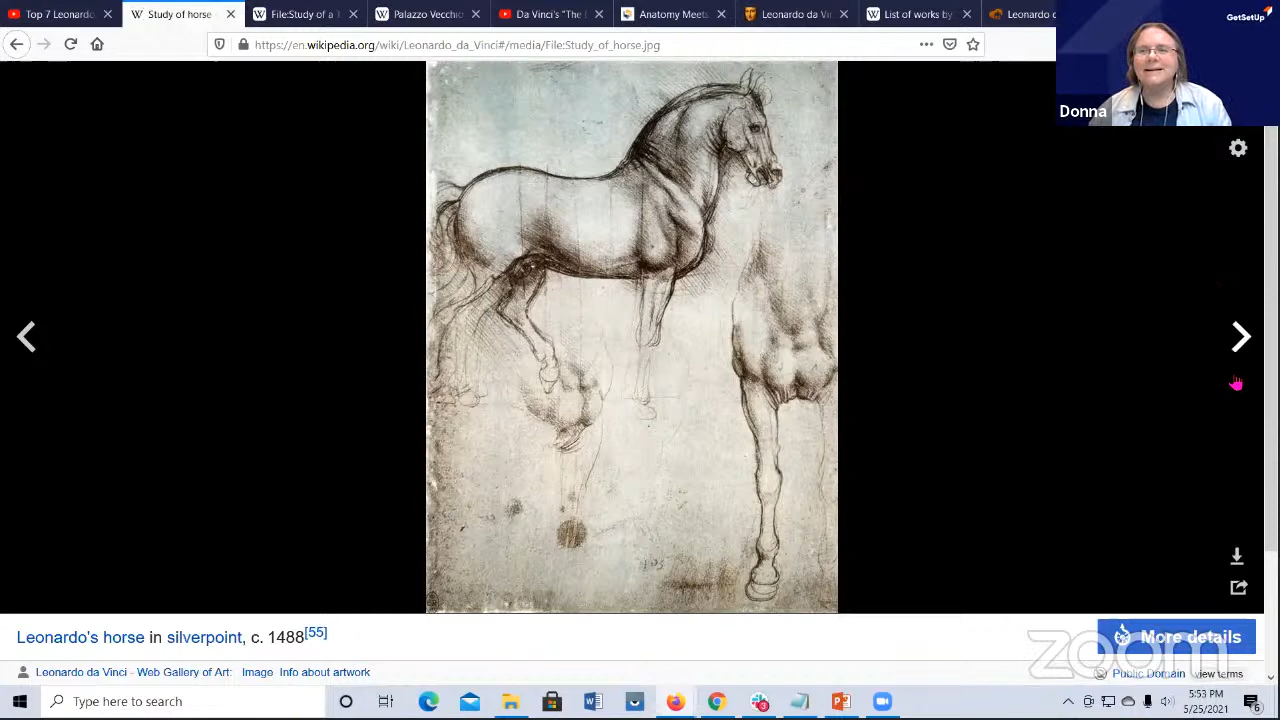 Top 7 Leonardo
Study of horse
File:Study of a T
Palazzo Vecchio
Da Vinci's "The L
Anatomy Meets
Leonardo da Vi
List of works by
Leonardo d
GetSetUp
https://en.wikipedia.org/wiki/Leonardo_da_Vinci#/media/File:Study_of_horse.jpg
Donna
Leonardo's horse in silverpoint, c. 1488[55]
More details
zoom
Leonardo da Vinci - Web Gallery of Art: Image Info about artwork
Public Domain view terms
Type here to search
3
5:53 PM
5/25/2021
6